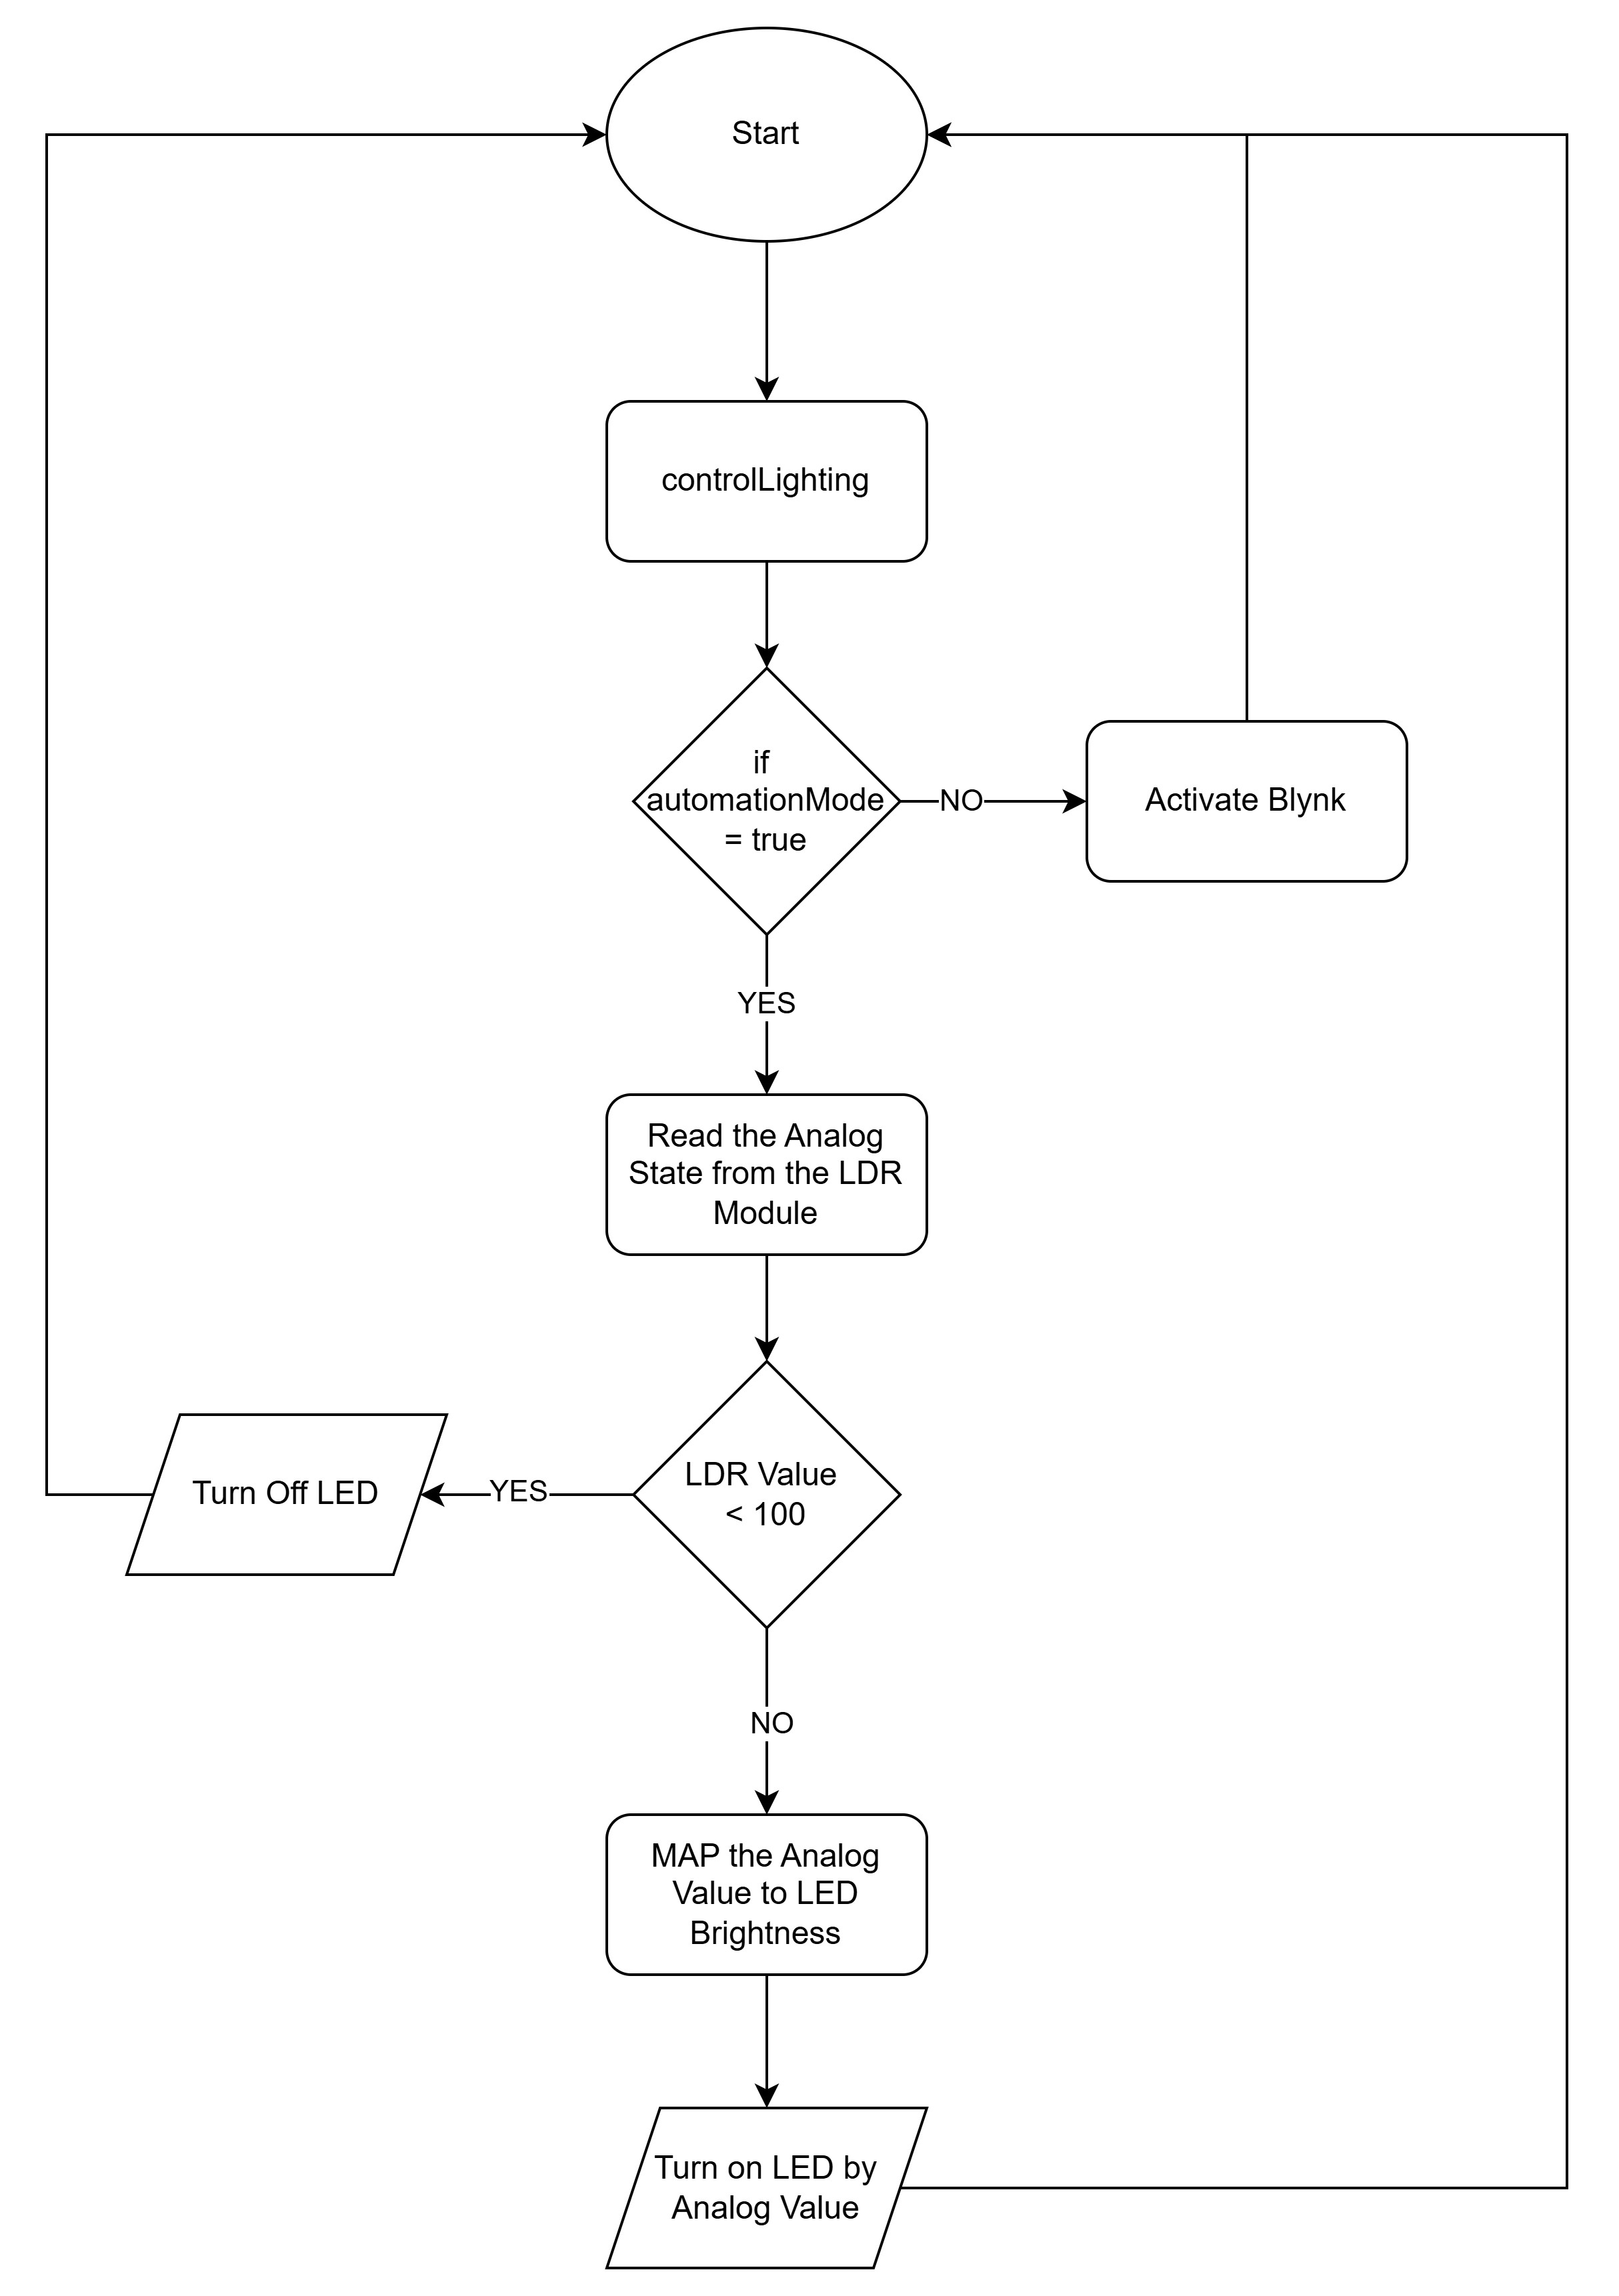 Start
controlLighting
if
automationMode
= true
NO
Activate Blynk
YES
Read the Analog
State from the LDR
Module
Turn Off LED
YES
LDR Value
< 100
NO
MAP the Analog
Value to LED
Brightness
Turn on LED by
Analog Value